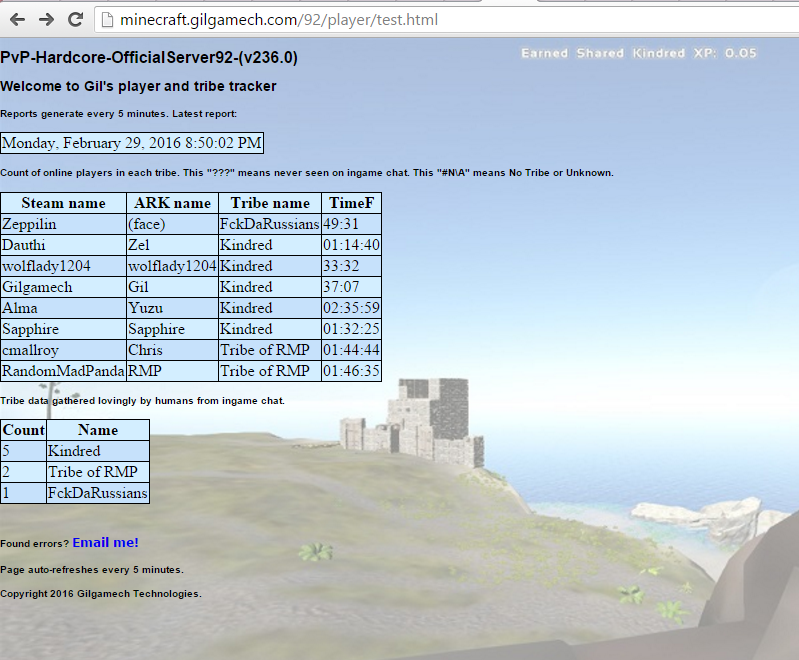 minecraft.gilgamech.com/92/player/test.html
PvP-Hardcore-OfficialServer92-(v236.0)
Earned Shared Kindred XP: 0.05
Welcome to Gil's player and tribe tracker
Reports generate every 5 minutes. Latest report:
Monday, February 29, 2016 8:50:02 PM
Count of online players in each tribe. This "???" means never seen on ingame chat. This "#N\A" means No Tribe or Unknown.
Steam name ARK name Tribe name TimeF
Zeppilin (face) FckDaRussians 49:31
Dauthi Zel Kindred 01:14:40
wolflady1204 wolflady1204 Kindred 33:32
Gilgamech Gil Kindred 37:07
Alma Yuzu Kindred 02:35:59
Sapphire Sapphire Kindred 01:32:25
cmallroy Chris Tribe of RMP 01:44:44
RandomMadPanda RMP Tribe of RMP 01:46:35
Tribe data gathered lovingly by humans from ingame chat.
Count Name
5 Kindred
2 Tribe of RMP
1 FckDaRussians
Found errors? Email me!
Page auto-refreshes every 5 minutes.
Copyright 2016 Gilgamech Technologies.